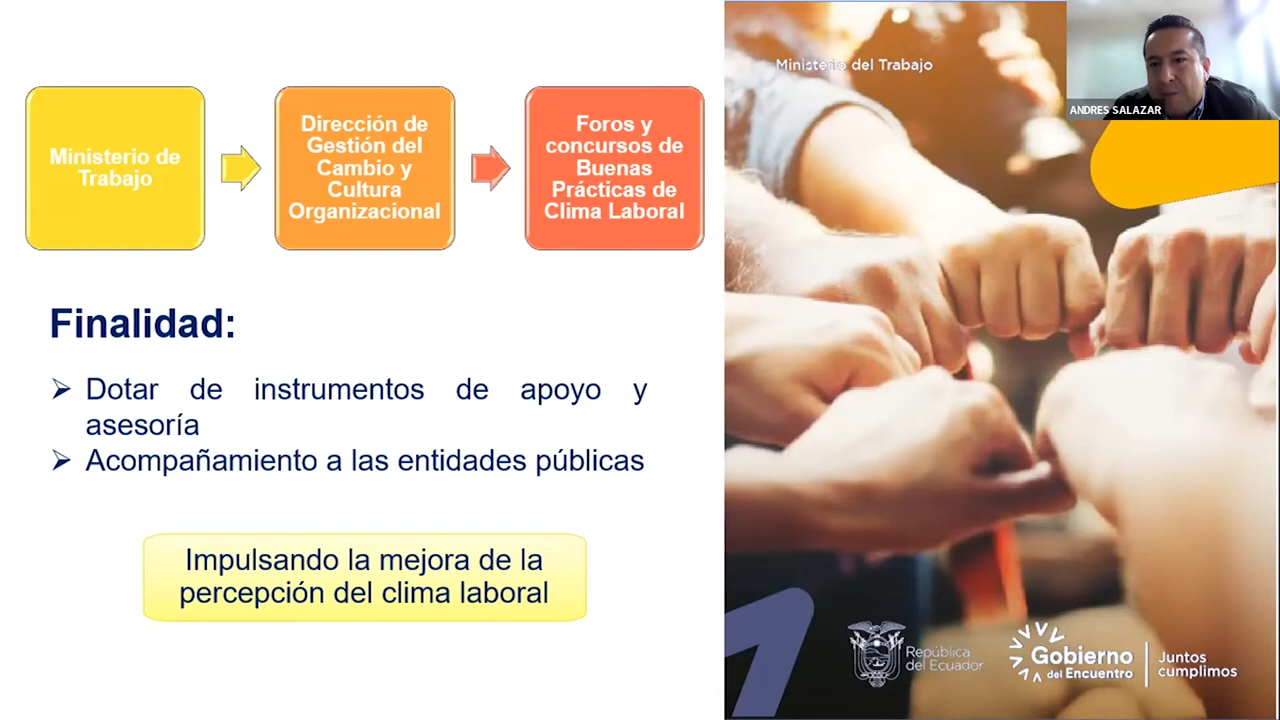 Ministerio de
Trabajo
Dirección de
Gestión del
Cambio y
Cultura
Organizacional
Foros y
concursos de
Buenas
Prácticas de
Clima Laboral
Finalidad:
Dotar de instrumentos de apoyo y
asesoría
Acompañamiento a las entidades públicas
Impulsando la mejora de la
percepción del clima laboral
Ministerio del Trabajo
ANDRES SALAZAR
República
del Ecuador
Gobierno
del Encuentro
Juntos
cumplimos